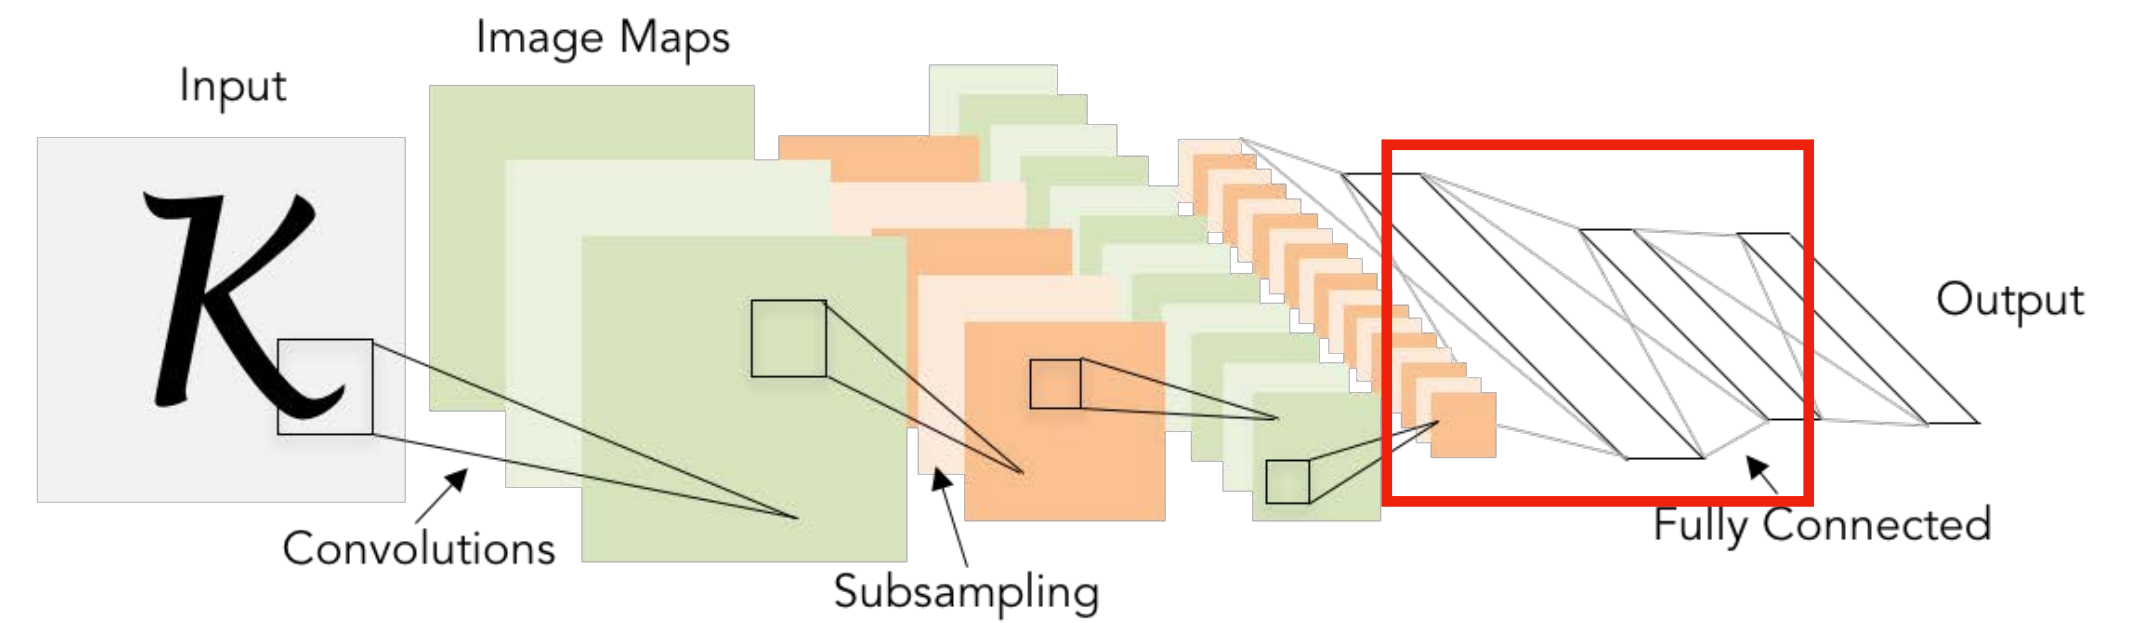 Image Maps
Input
K
Output
Convolutions
Fully Connected
Subsampling